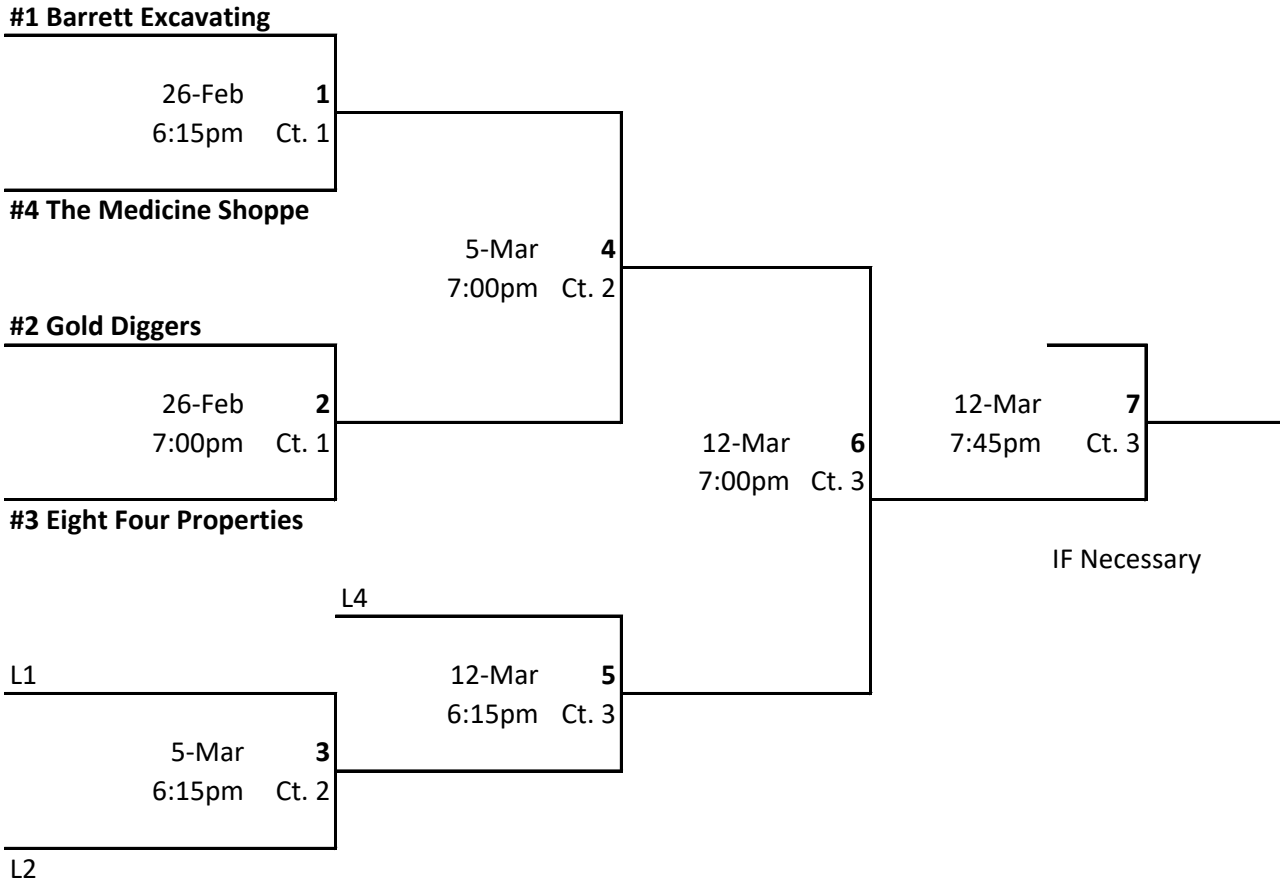 #1 Barrett Excavating
26-Feb 1
6:15pm Ct. 1
#4 The Medicine Shoppe
5-Mar 4
7:00pm Ct. 2
#2 Gold Diggers
26-Feb 2
7:00pm Ct. 1
#3 Eight Four Properties
12-Mar 6
7:00pm Ct. 3
12-Mar 7
7:45pm Ct. 3
IF Necessary
L4
12-Mar 5
6:15pm Ct. 3
L1
5-Mar 3
6:15pm Ct. 2
L2